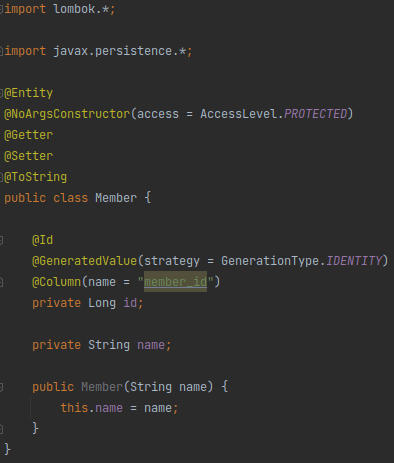 import lombok.*;
import javax.persistence.*;
@Entity
@NoArgsConstructor(access = AccessLevel.PROTECTED)
@Getter
@Setter
@ToString
public class Member {
@Id
@GeneratedValue(strategy = GenerationType.IDENTITY)
@Column(name = "member_id")
private Long id;
private String name;
public Member(String name) {
this.name = name;
}
}